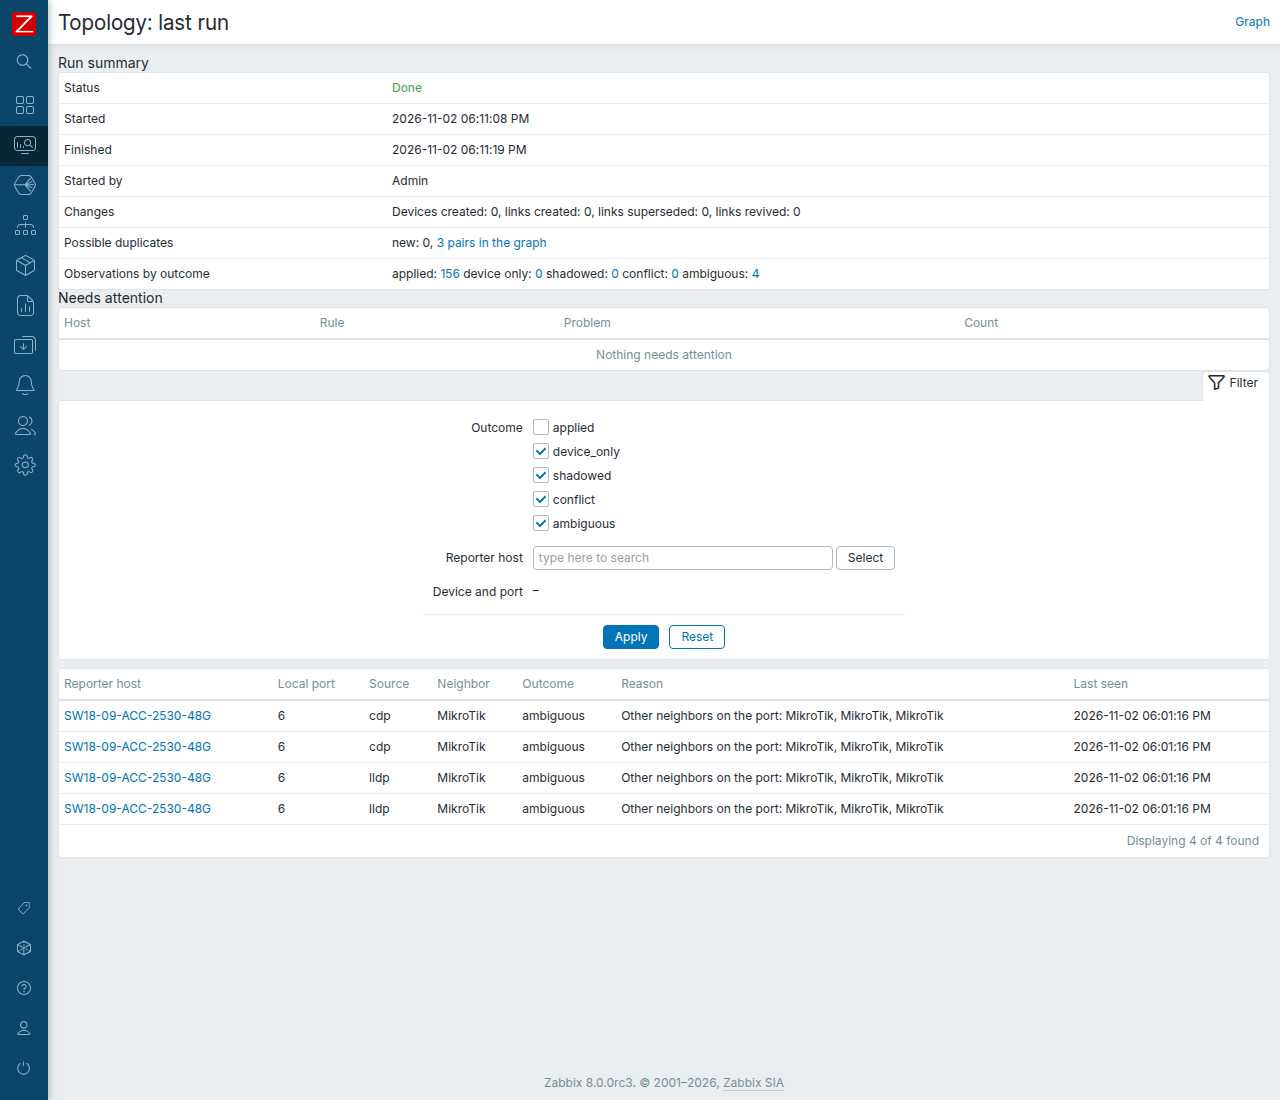 Z
Topology: last run
Graph
Run summary
Status Done
Started 2026-11-02 06:11:08 PM
Finished 2026-11-02 06:11:19 PM
Started by Admin
Changes Devices created: 0, links created: 0, links superseded: 0, links revived: 0
Possible duplicates new: 0, 3 pairs in the graph
Observations by outcome applied: 156 device only: 0 shadowed: 0 conflict: 0 ambiguous: 4
Needs attention
Host Rule Problem Count
Nothing needs attention
Filter
Outcome applied
device_only
shadowed
conflict
ambiguous
Reporter host type here to search Select
Device and port –
Apply Reset
Reporter host Local port Source Neighbor Outcome Reason Last seen
SW18-09-ACC-2530-48G 6 cdp MikroTik ambiguous Other neighbors on the port: MikroTik, MikroTik, MikroTik 2026-11-02 06:01:16 PM
SW18-09-ACC-2530-48G 6 cdp MikroTik ambiguous Other neighbors on the port: MikroTik, MikroTik, MikroTik 2026-11-02 06:01:16 PM
SW18-09-ACC-2530-48G 6 lldp MikroTik ambiguous Other neighbors on the port: MikroTik, MikroTik, MikroTik 2026-11-02 06:01:16 PM
SW18-09-ACC-2530-48G 6 lldp MikroTik ambiguous Other neighbors on the port: MikroTik, MikroTik, MikroTik 2026-11-02 06:01:16 PM
Displaying 4 of 4 found
Zabbix 8.0.0rc3. © 2001–2026, Zabbix SIA